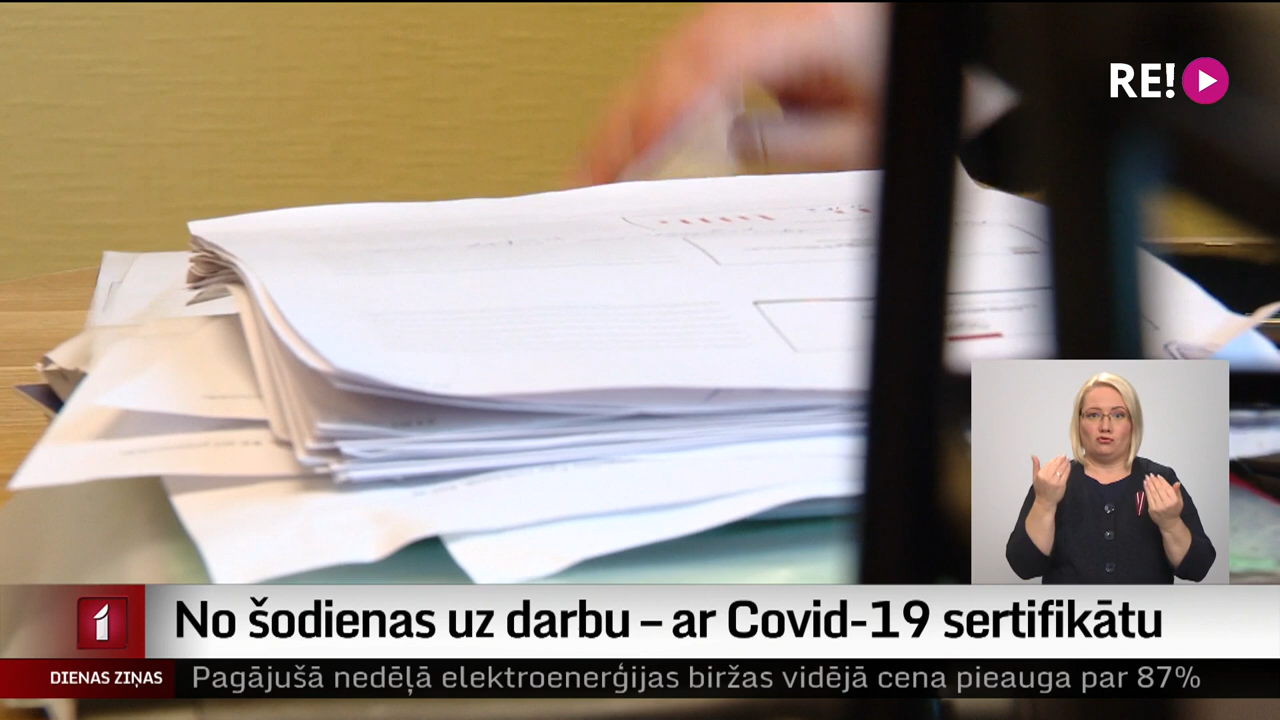 RE!
1
No šodienas uz darbu – ar Covid-19 sertifikātu
DIENAS ZIŅAS
Pagājušā nedēļā elektroenerģijas biržas vidējā cena pieauga par 87%